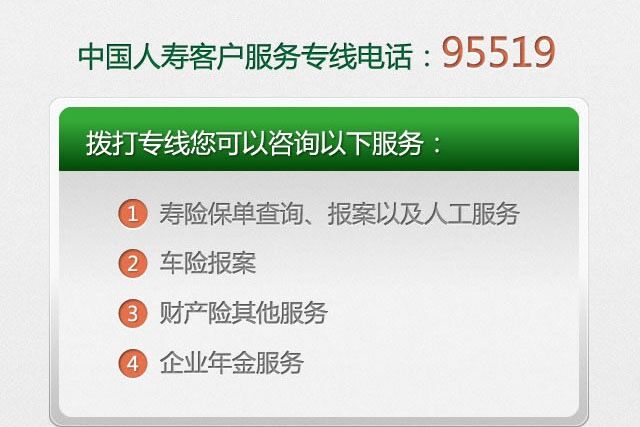 中国人寿客户服务专线电话：95519
拨打专线您可以咨询以下服务：
1 寿险保单查询、报案以及人工服务
2 车险报案
3 财产险其他服务
4 企业年金服务